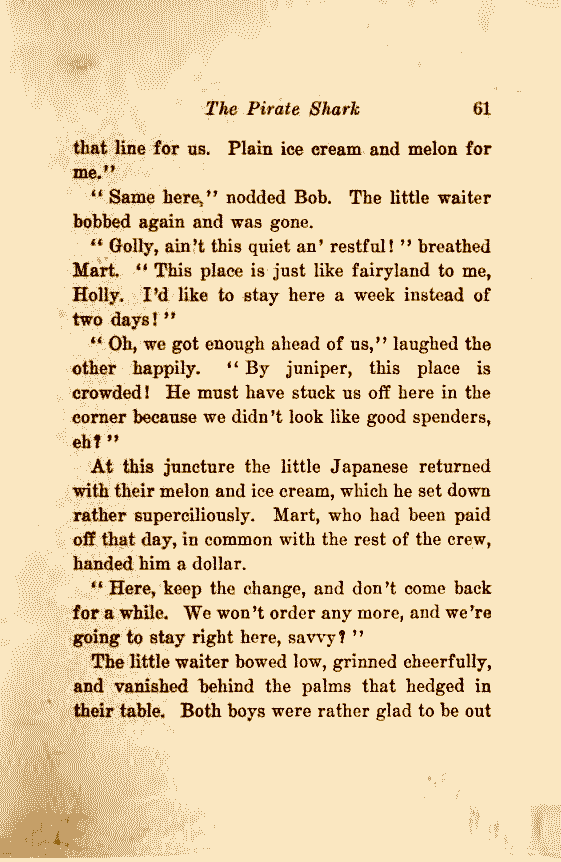 The Pirate Shark 61
that line for us. Plain ice cream and melon for
me."
" Same here," nodded Bob. The little waiter
bobbed again and was gone.
" Golly, ain't this quiet an' restful! " breathed
Mart. " This place is just like fairyland to me,
Holly. I'd like to stay here a week instead of
two days! "
" Oh, we got enough ahead of us," laughed the
other happily. " By juniper, this place is
crowded! He must have stuck us off here in the
corner because we didn't look like good spenders,
eh? "
At this juncture the little Japanese returned
with their melon and ice cream, which he set down
rather superciliously. Mart, who had been paid
off that day, in common with the rest of the crew,
handed him a dollar.
" Here, keep the change, and don't come back
for a while. We won't order any more, and we're
going to stay right here, savvy? "
The little waiter bowed low, grinned cheerfully,
and vanished behind the palms that hedged in
their table. Both boys were rather glad to be out